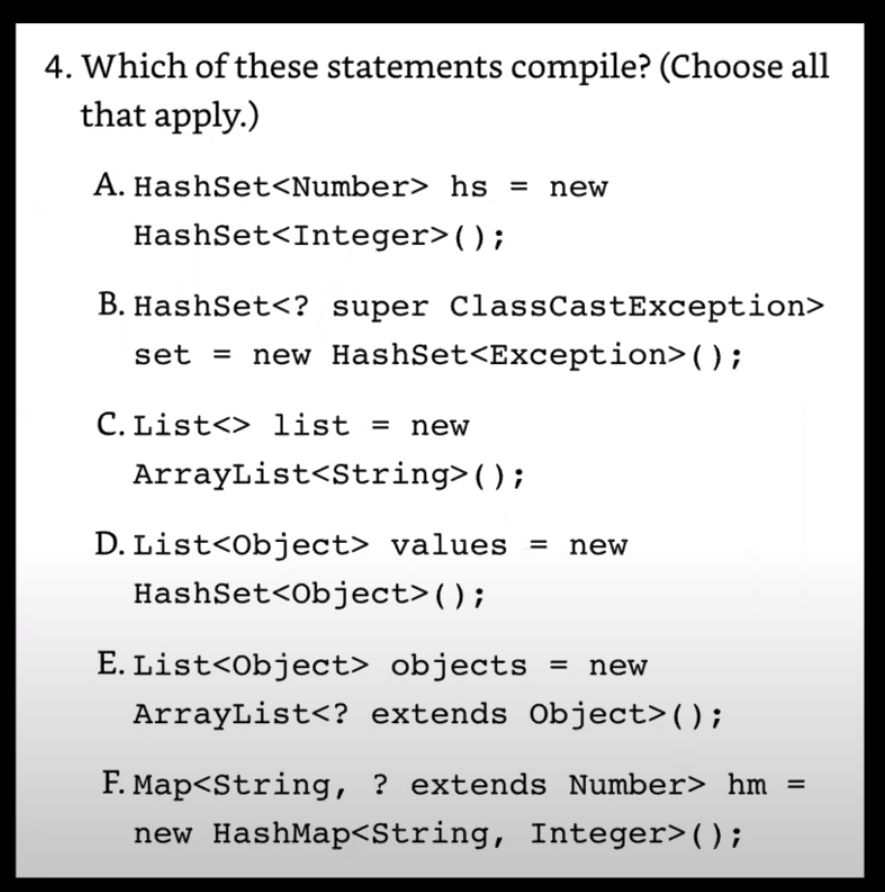 4. Which of these statements compile? (Choose all
that apply.)
A. HashSet<Number> hs = new
HashSet<Integer>();
B. HashSet<? super ClassCastException>
set = new HashSet<Exception>();
C. List<> list = new
ArrayList<String>();
D. List<Object> values = new
HashSet<Object>();
E. List<Object> objects = new
ArrayList<? extends Object>();
F. Map<String, ? extends Number> hm =
new HashMap<String, Integer>();